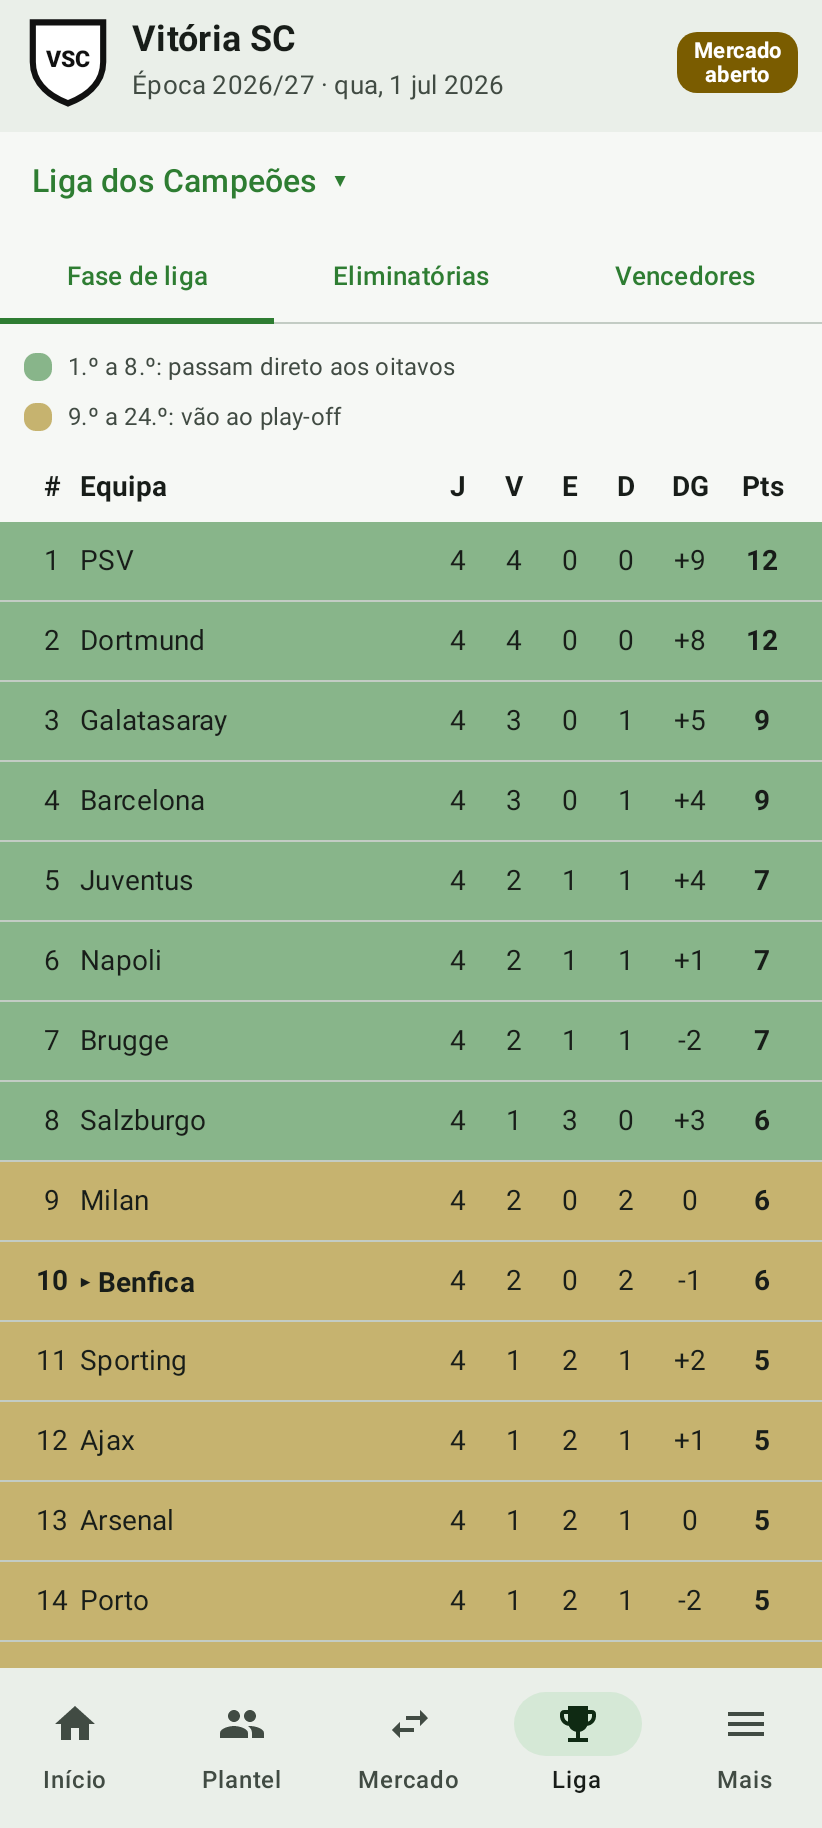 VSC
Vitória SC
Época 2026/27 · qua, 1 jul 2026
Mercado
aberto
Liga dos Campeões ▼
Fase de liga Eliminatórias Vencedores
1.º a 8.º: passam direto aos oitavos
9.º a 24.º: vão ao play-off
# Equipa J V E D DG Pts
1 PSV 4 4 0 0 +9 12
2 Dortmund 4 4 0 0 +8 12
3 Galatasaray 4 3 0 1 +5 9
4 Barcelona 4 3 0 1 +4 9
5 Juventus 4 2 1 1 +4 7
6 Napoli 4 2 1 1 +1 7
7 Brugge 4 2 1 1 -2 7
8 Salzburgo 4 1 3 0 +3 6
9 Milan 4 2 0 2 0 6
10 ▸ Benfica 4 2 0 2 -1 6
11 Sporting 4 1 2 1 +2 5
12 Ajax 4 1 2 1 +1 5
13 Arsenal 4 1 2 1 0 5
14 Porto 4 1 2 1 -2 5
Início Plantel Mercado Liga Mais